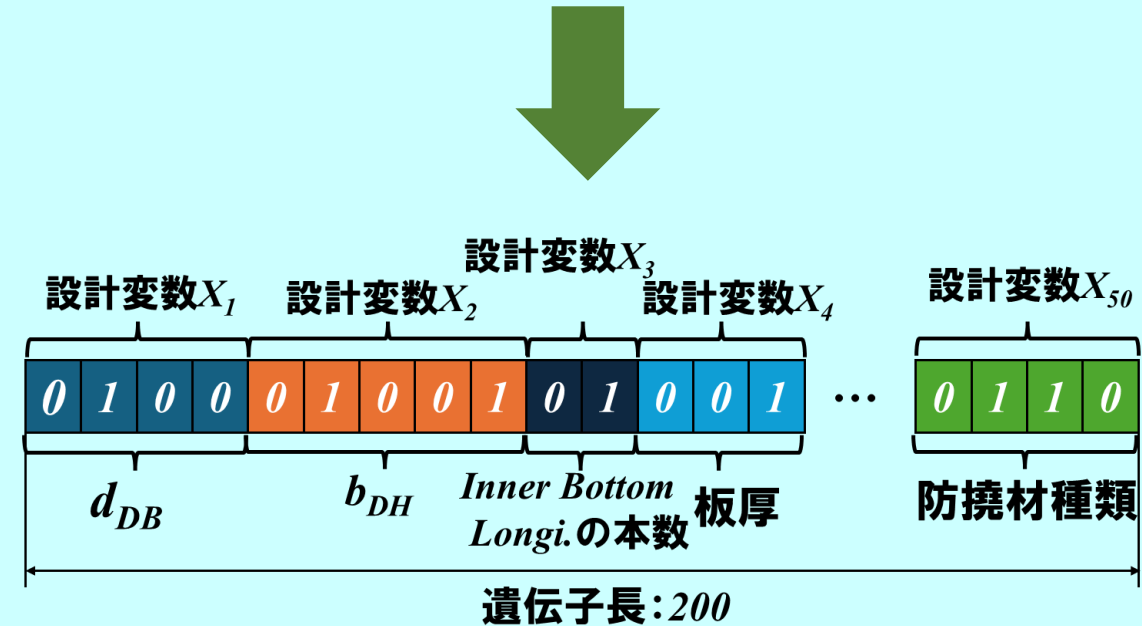 設計変数X3
設計変数X1 設計変数X2 設計変数X4 設計変数X50
0 1 0 0 0 1 0 0 1 0 1 0 0 1 … 0 1 1 0
dDB bDH Inner Bottom Longi.の本数 板厚 防撓材種類
遺伝子長：200